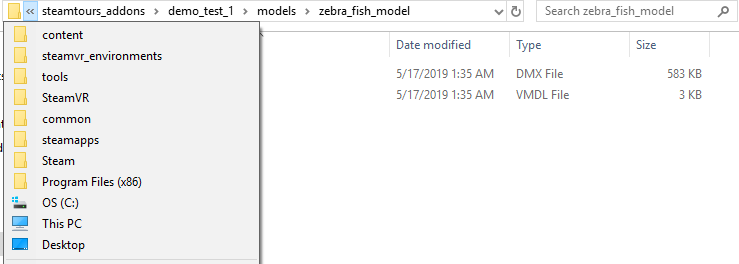 « steamtours_addons > demo_test_1 > models > zebra_fish_model
Search zebra_fish_model
content
steamvr_environments
tools
SteamVR
common
steamapps
Steam
Program Files (x86)
OS (C:)
This PC
Desktop
Date modified Type Size
5/17/2019 1:35 AM DMX File 583 KB
5/17/2019 1:35 AM VMDL File 3 KB